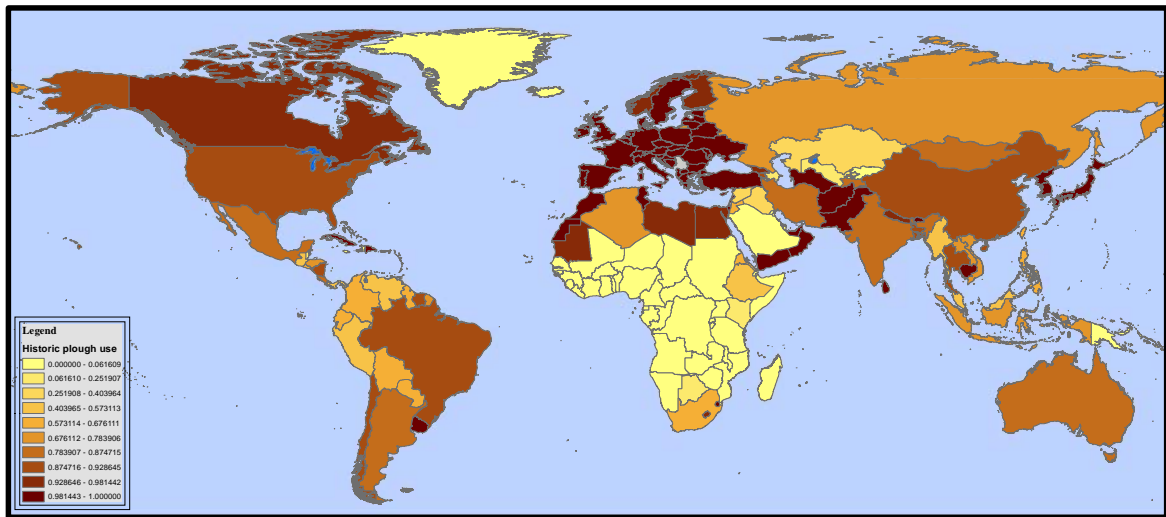 Legend
Historic plough use
0.000000 - 0.061609
0.061610 - 0.251907
0.251908 - 0.403964
0.403965 - 0.573113
0.573114 - 0.676111
0.676112 - 0.783906
0.783907 - 0.874715
0.874716 - 0.928645
0.928646 - 0.981442
0.981443 - 1.000000